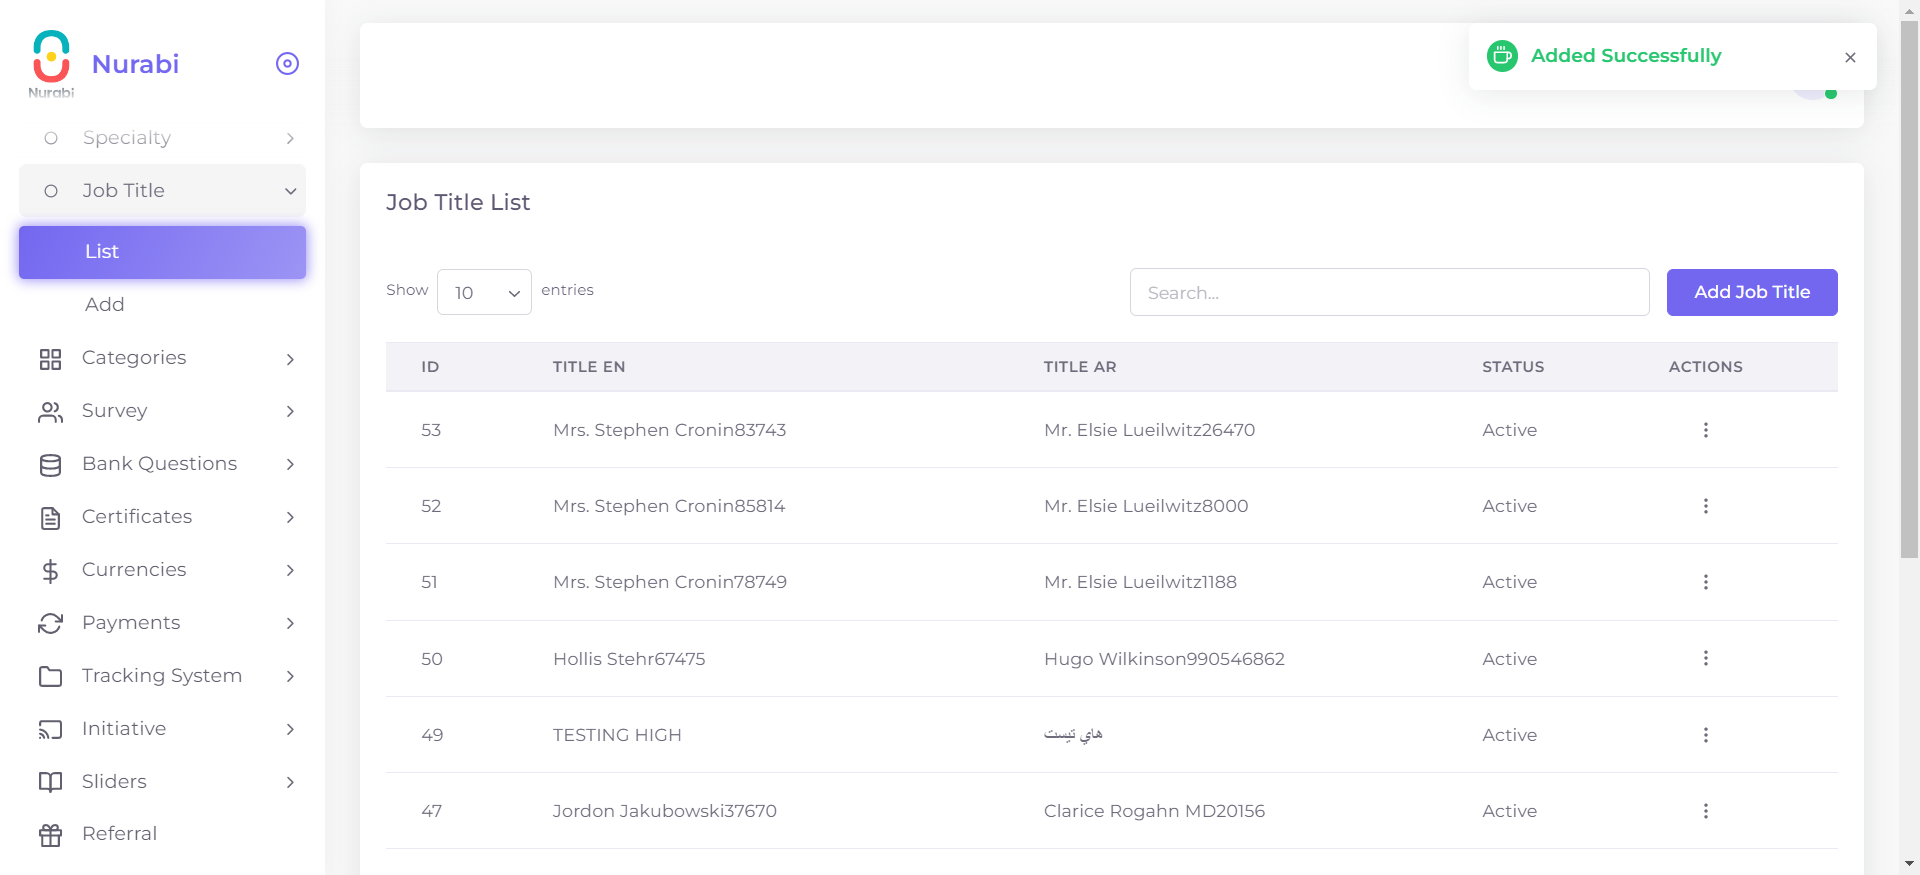 Nurabi
Nurabi
Specialty
Job Title
List
Add
Categories
Survey
Bank Questions
Certificates
Currencies
Payments
Tracking System
Initiative
Sliders
Referral
Added Successfully
Job Title List
Show 10 entries
Search...
Add Job Title
ID TITLE EN TITLE AR STATUS ACTIONS
53 Mrs. Stephen Cronin83743 Mr. Elsie Lueilwitz26470 Active
52 Mrs. Stephen Cronin85814 Mr. Elsie Lueilwitz8000 Active
51 Mrs. Stephen Cronin78749 Mr. Elsie Lueilwitz1188 Active
50 Hollis Stehr67475 Hugo Wilkinson990546862 Active
49 TESTING HIGH هاي تيست Active
47 Jordon Jakubowski37670 Clarice Rogahn MD20156 Active